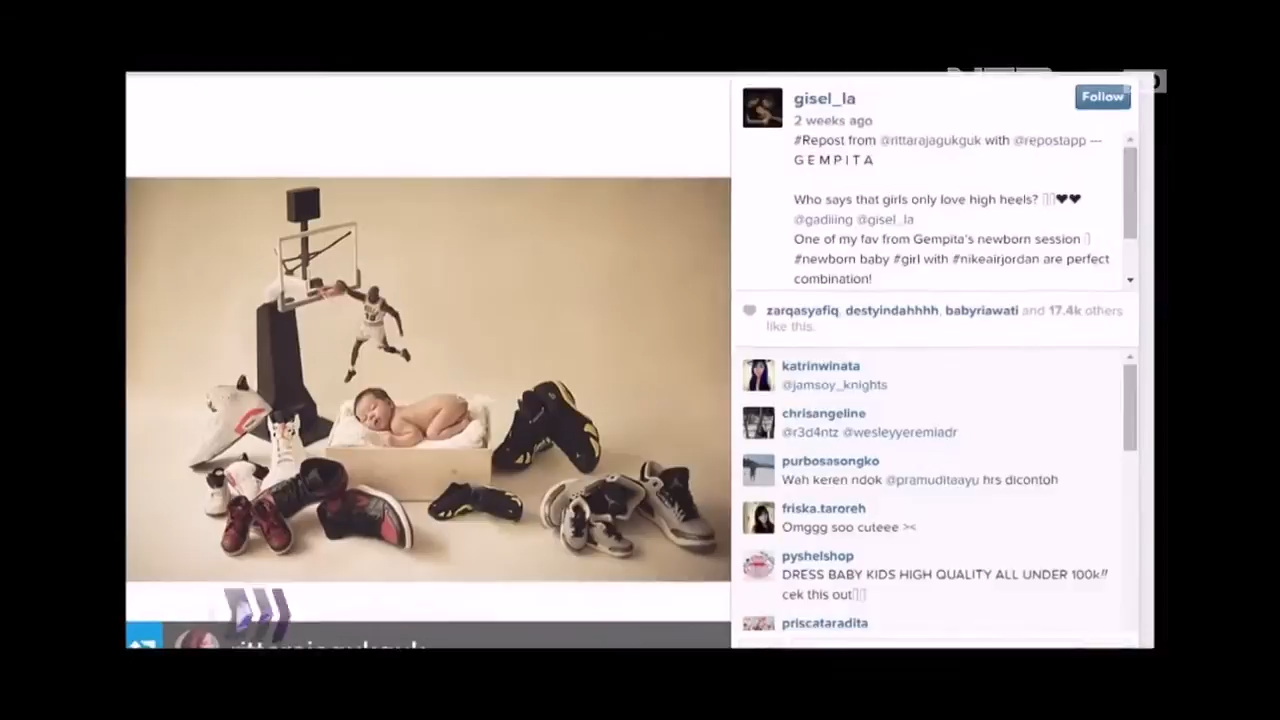 gisel_la
Follow
2 weeks ago
#Repost from @rittarajagukguk with @repostapp ---
G E M P I T A
Who says that girls only love high heels? ❤❤
@gadiiing @gisel_la
One of my fav from Gempita's newborn session
#newborn baby #girl with #nikeairjordan are perfect
combination!
zarqasyafiq, destyindahhhh, babyriawati and 17.4k others
like this.
katrinwinata
@jamsoy_knights
chrisangeline
@r3d4ntz @wesleyyeremiadr
purbosasongko
Wah keren ndok @pramuditaayu hrs dicontoh
friska.taroreh
Omggg soo cuteee ><
pyshelshop
DRESS BABY KIDS HIGH QUALITY ALL UNDER 100k!!
cek this out
priscataradita
rittarajagukguk